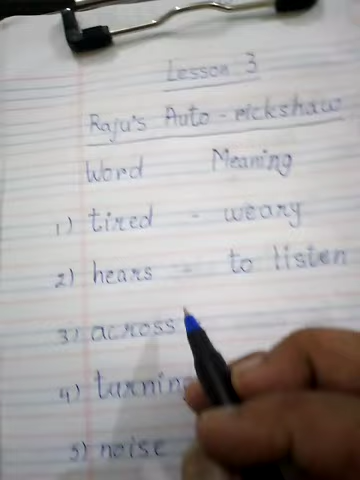 Lesson 3
Raju's Auto-rickshaw
Word Meaning
1) tired - weary
2) hears - to listen
3) across
4) turning
5) noise